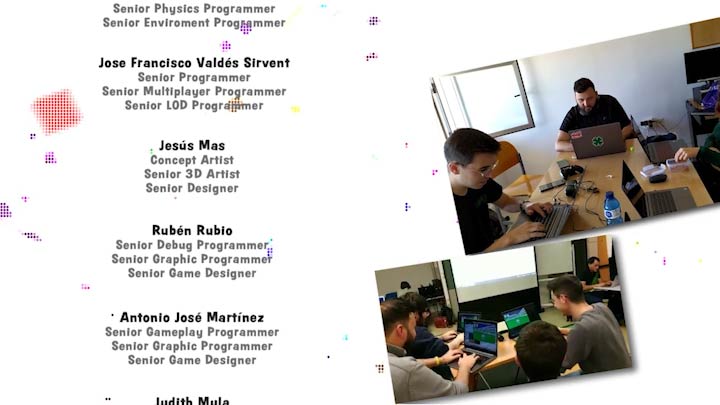 Senior Physics Programmer
Senior Enviroment Programmer
Jose Francisco Valdés Sirvent
Senior Programmer
Senior Multiplayer Programmer
Senior LOD Programmer
Jesús Mas
Concept Artist
Senior 3D Artist
Senior Designer
Rubén Rubio
Senior Debug Programmer
Senior Graphic Programmer
Senior Game Designer
Antonio José Martínez
Senior Gameplay Programmer
Senior Graphic Programmer
Senior Game Designer
Judith Mula